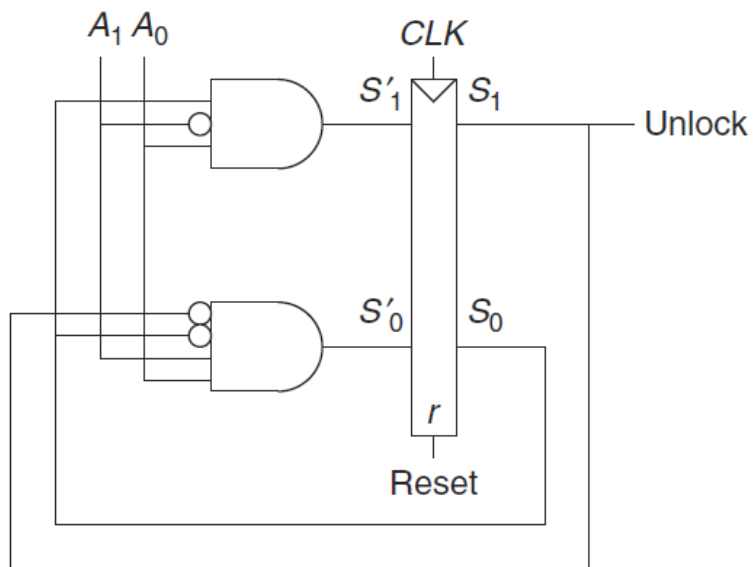 A₁ A₀ CLK
S'₁ S₁
Unlock
S'₀ S₀
r
Reset